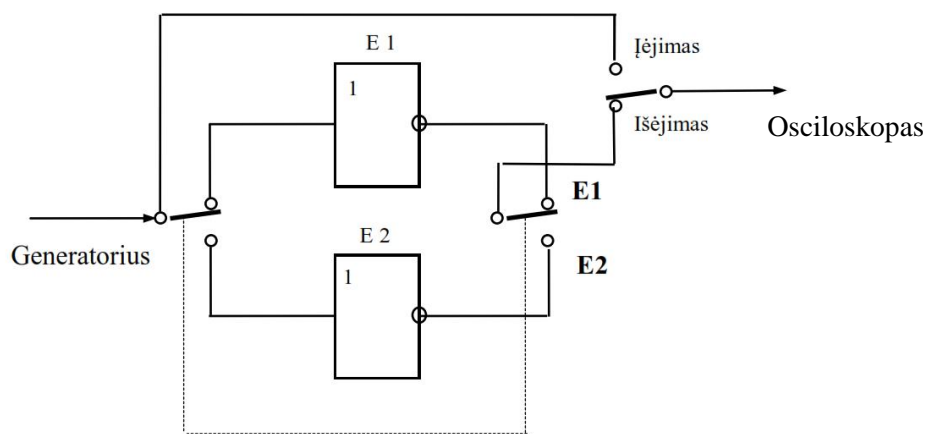 E 1
1
Įėjimas
Išėjimas
Osciloskopas
E1
Generatorius
E 2
1
E2